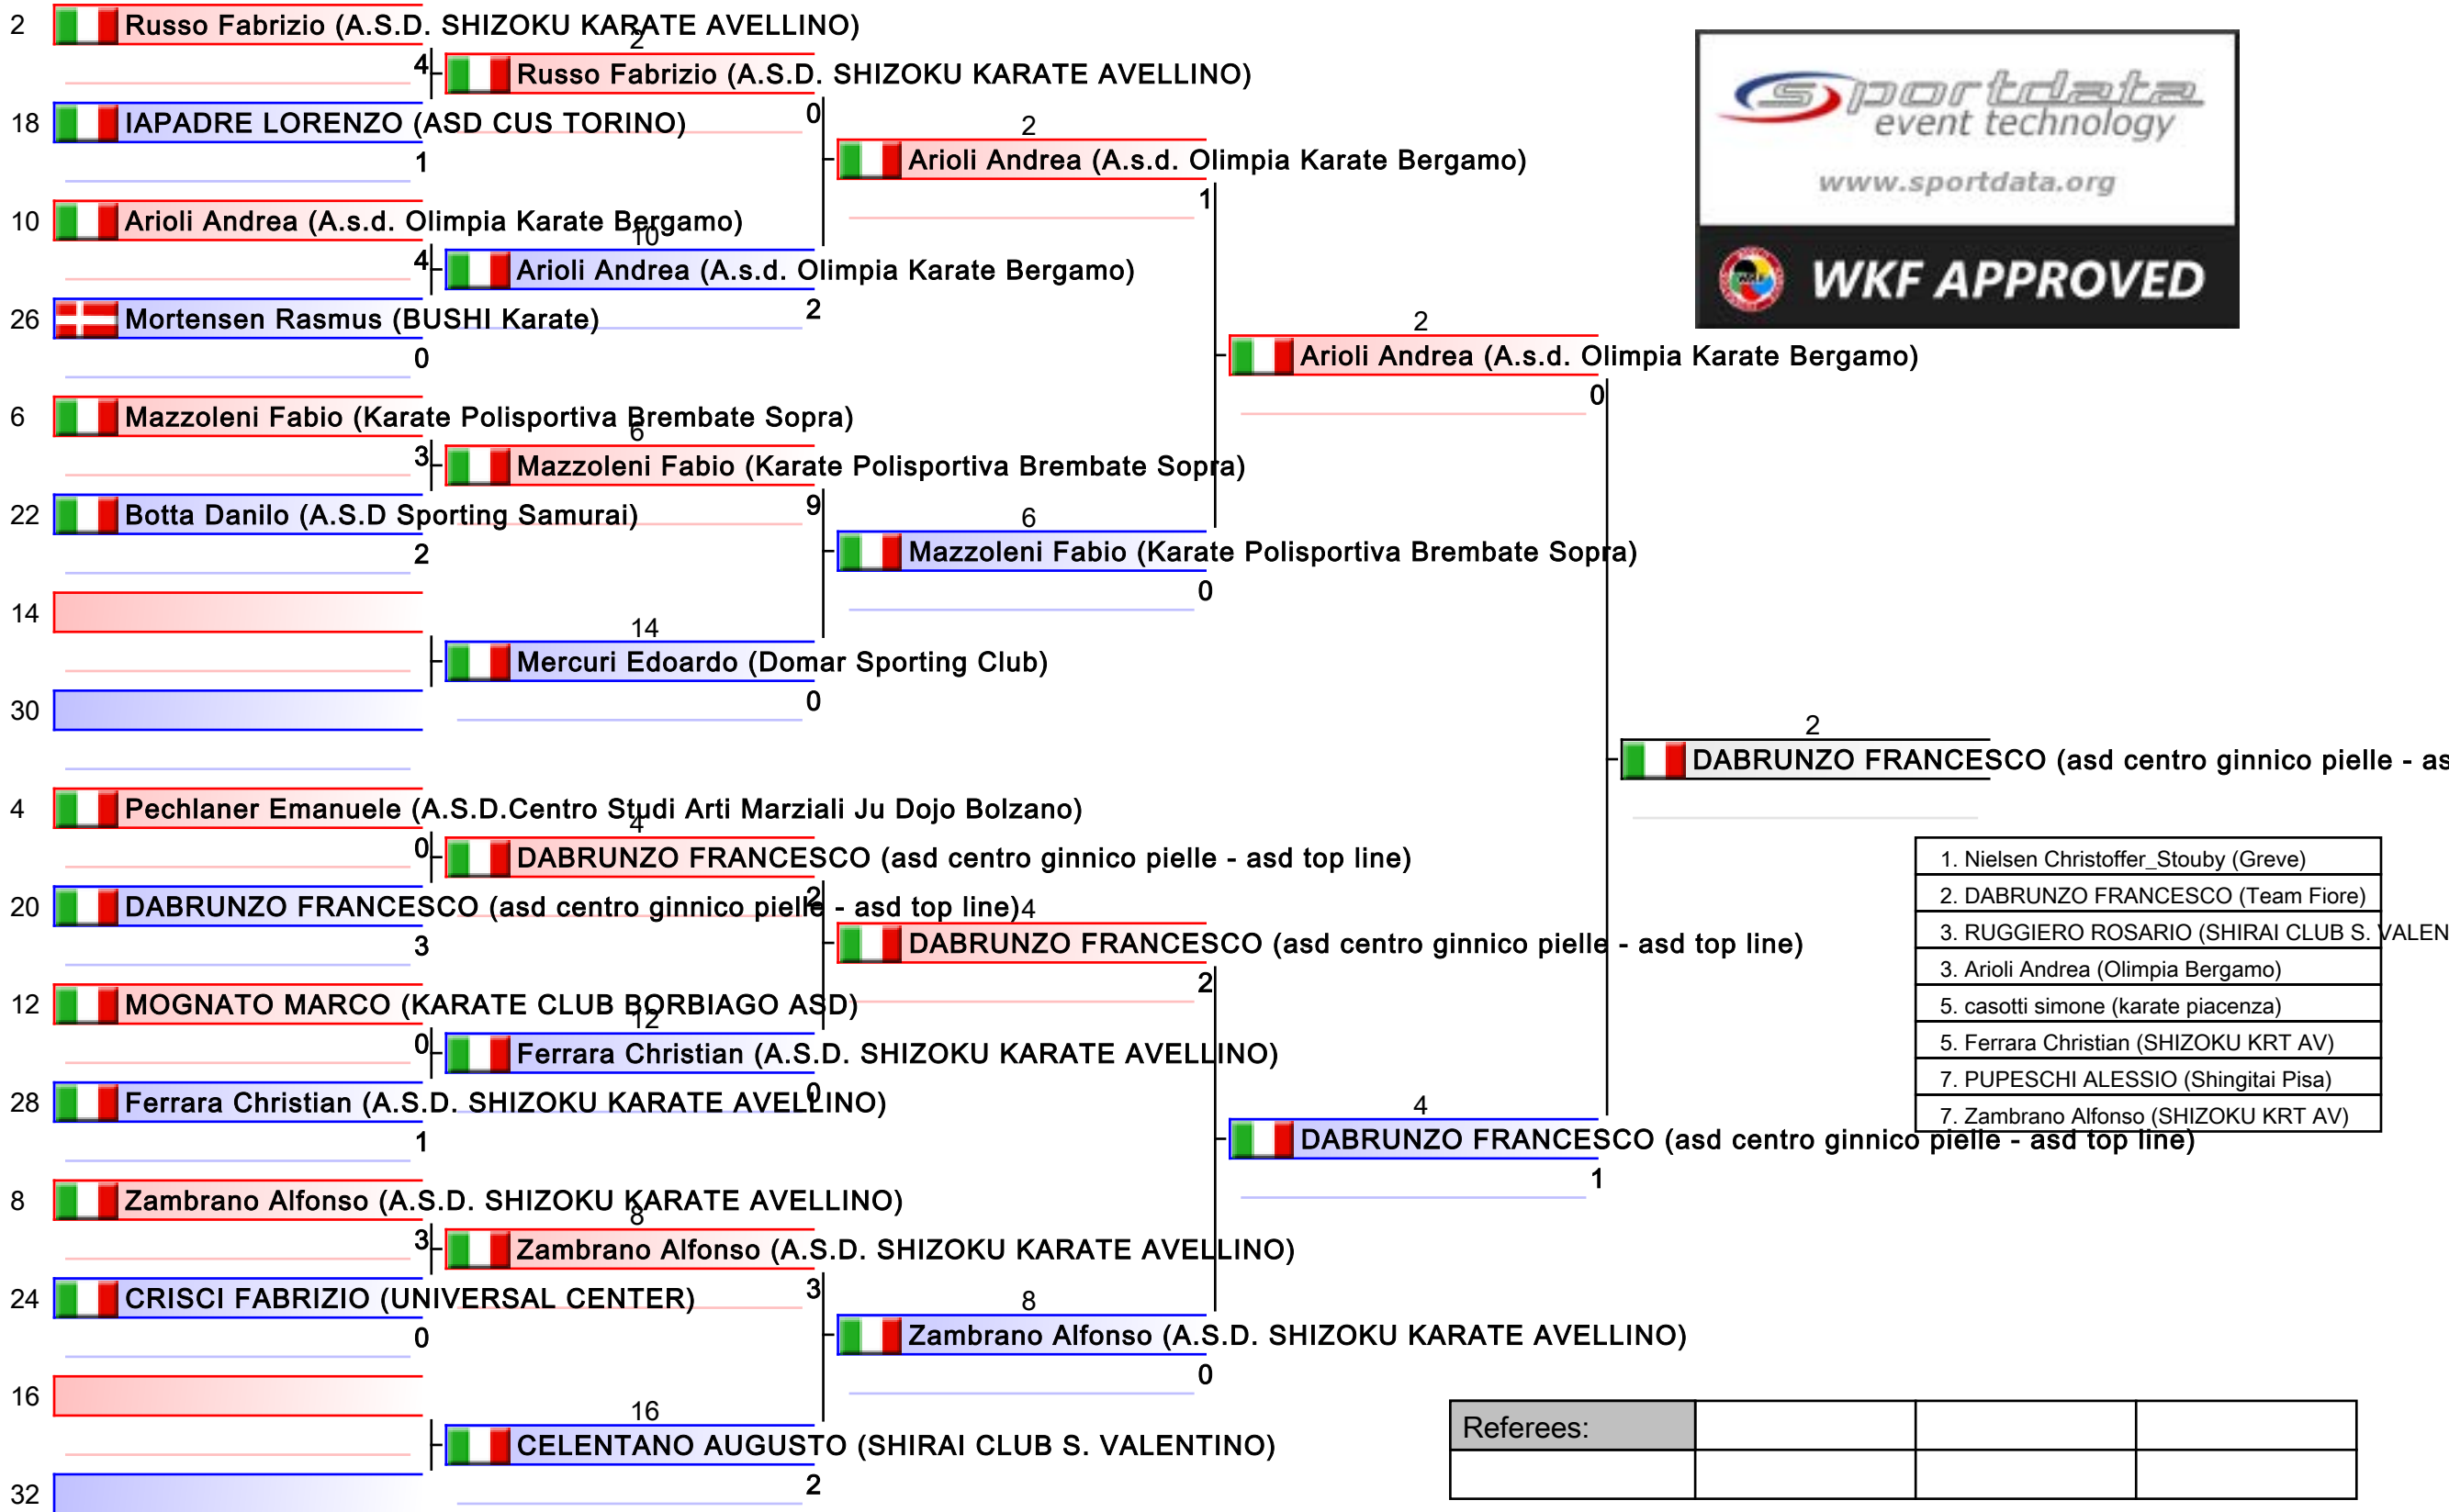 2 Russo Fabrizio (A.S.D. SHIZOKU KARATE AVELLINO)
2
4 Russo Fabrizio (A.S.D. SHIZOKU KARATE AVELLINO)
0
18 IAPADRE LORENZO (ASD CUS TORINO)
1
2
Arioli Andrea (A.s.d. Olimpia Karate Bergamo)
1
10 Arioli Andrea (A.s.d. Olimpia Karate Bergamo)
10
4 Arioli Andrea (A.s.d. Olimpia Karate Bergamo)
2
26 Mortensen Rasmus (BUSHI Karate)
0
sportdata
event technology
www.sportdata.org
WKF APPROVED
2
Arioli Andrea (A.s.d. Olimpia Karate Bergamo)
0
6 Mazzoleni Fabio (Karate Polisportiva Brembate Sopra)
6
3 Mazzoleni Fabio (Karate Polisportiva Brembate Sopra)
9
22 Botta Danilo (A.S.D Sporting Samurai)
2
6
Mazzoleni Fabio (Karate Polisportiva Brembate Sopra)
0
14
14
Mercuri Edoardo (Domar Sporting Club)
0
30
2
DABRUNZO FRANCESCO (asd centro ginnico pielle - as
4 Pechlaner Emanuele (A.S.D.Centro Studi Arti Marziali Ju Dojo Bolzano)
4
0 DABRUNZO FRANCESCO (asd centro ginnico pielle - asd top line)
2
20 DABRUNZO FRANCESCO (asd centro ginnico pielle - asd top line)
3
4
DABRUNZO FRANCESCO (asd centro ginnico pielle - asd top line)
2
12 MOGNATO MARCO (KARATE CLUB BORBIAGO ASD)
12
0 Ferrara Christian (A.S.D. SHIZOKU KARATE AVELLINO)
0
28 Ferrara Christian (A.S.D. SHIZOKU KARATE AVELLINO)
1
1. Nielsen Christoffer_Stouby (Greve)
2. DABRUNZO FRANCESCO (Team Fiore)
3. RUGGIERO ROSARIO (SHIRAI CLUB S. VALEN
3. Arioli Andrea (Olimpia Bergamo)
5. casotti simone (karate piacenza)
5. Ferrara Christian (SHIZOKU KRT AV)
7. PUPESCHI ALESSIO (Shingitai Pisa)
7. Zambrano Alfonso (SHIZOKU KRT AV)
4
DABRUNZO FRANCESCO (asd centro ginnico pielle - asd top line)
1
8 Zambrano Alfonso (A.S.D. SHIZOKU KARATE AVELLINO)
8
3 Zambrano Alfonso (A.S.D. SHIZOKU KARATE AVELLINO)
3
24 CRISCI FABRIZIO (UNIVERSAL CENTER)
0
8
Zambrano Alfonso (A.S.D. SHIZOKU KARATE AVELLINO)
0
16
16
CELENTANO AUGUSTO (SHIRAI CLUB S. VALENTINO)
2
32
Referees: